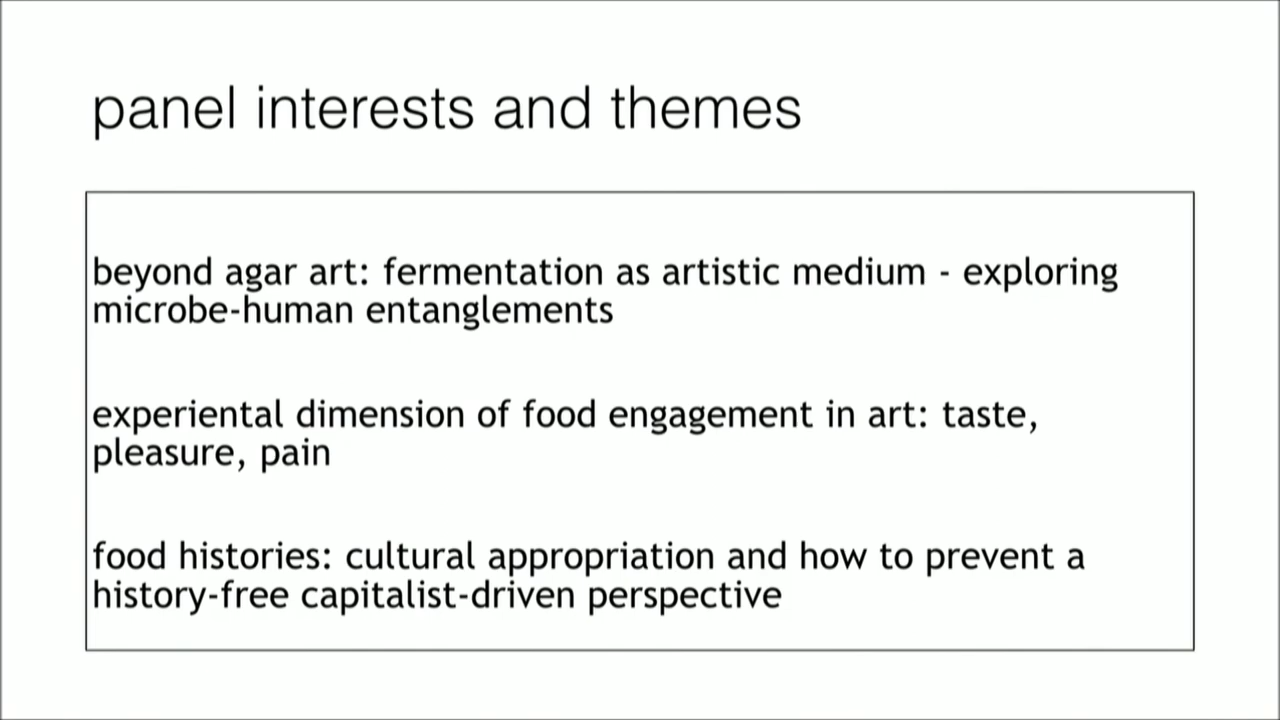 panel interests and themes
beyond agar art: fermentation as artistic medium - exploring
microbe-human entanglements
experiental dimension of food engagement in art: taste,
pleasure, pain
food histories: cultural appropriation and how to prevent a
history-free capitalist-driven perspective